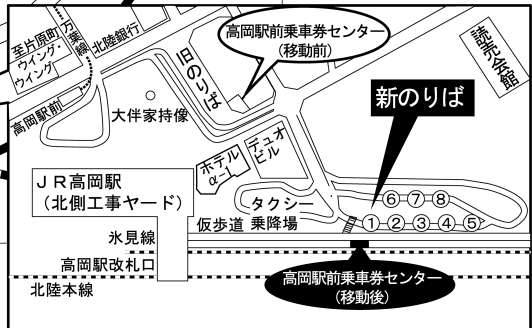 至片原町
ウイング・
ウイング
万葉線
北陸銀行
高岡駅前
旧のりば
高岡駅前乗車券センター
(移動前)
読売会館
大伴家持像
新のりば
ホテル
α-1
デュオ
ビル
JR高岡駅
(北側工事ヤード)
タクシー
乗降場
仮歩道
⑥⑦⑧
①②③④⑤
氷見線
高岡駅改札口
北陸本線
高岡駅前乗車券センター
(移動後)